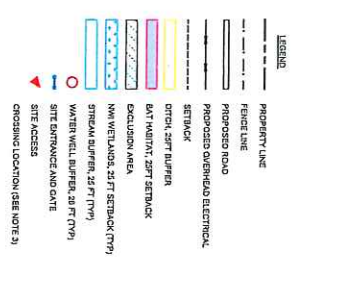 LEGEND
PROPERTY LINE
FENCE LINE
PROPOSED ROAD
PROPOSED OVERHEAD ELECTRICAL
SETBACK
DITCH, 25FT BUFFER
BAT HABITAT, 25FT SETBACK
EXCLUSION AREA
NWI WETLANDS, 25 FT SETBACK (TYP)
STREAM BUFFER, 25 FT (TYP)
WATER WELL BUFFER, 20 FT (TYP)
SITE ENTRANCE AND GATE
SITE ACCESS
CROSSING LOCATION (SEE NOTE 3)